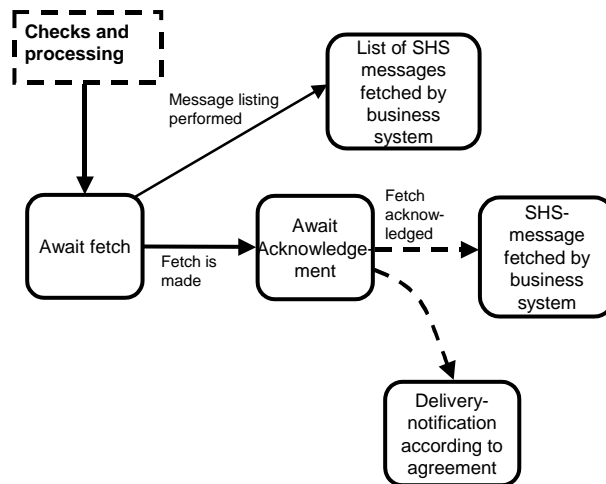 Checks and
processing
List of SHS
messages
fetched by
business
system
Message listing
performed
Await fetch
Fetch is
made
Await
Acknowledge-
ment
Fetch
acknow-
ledged
SHS-
message
fetched by
business
system
Delivery-
notification
according to
agreement